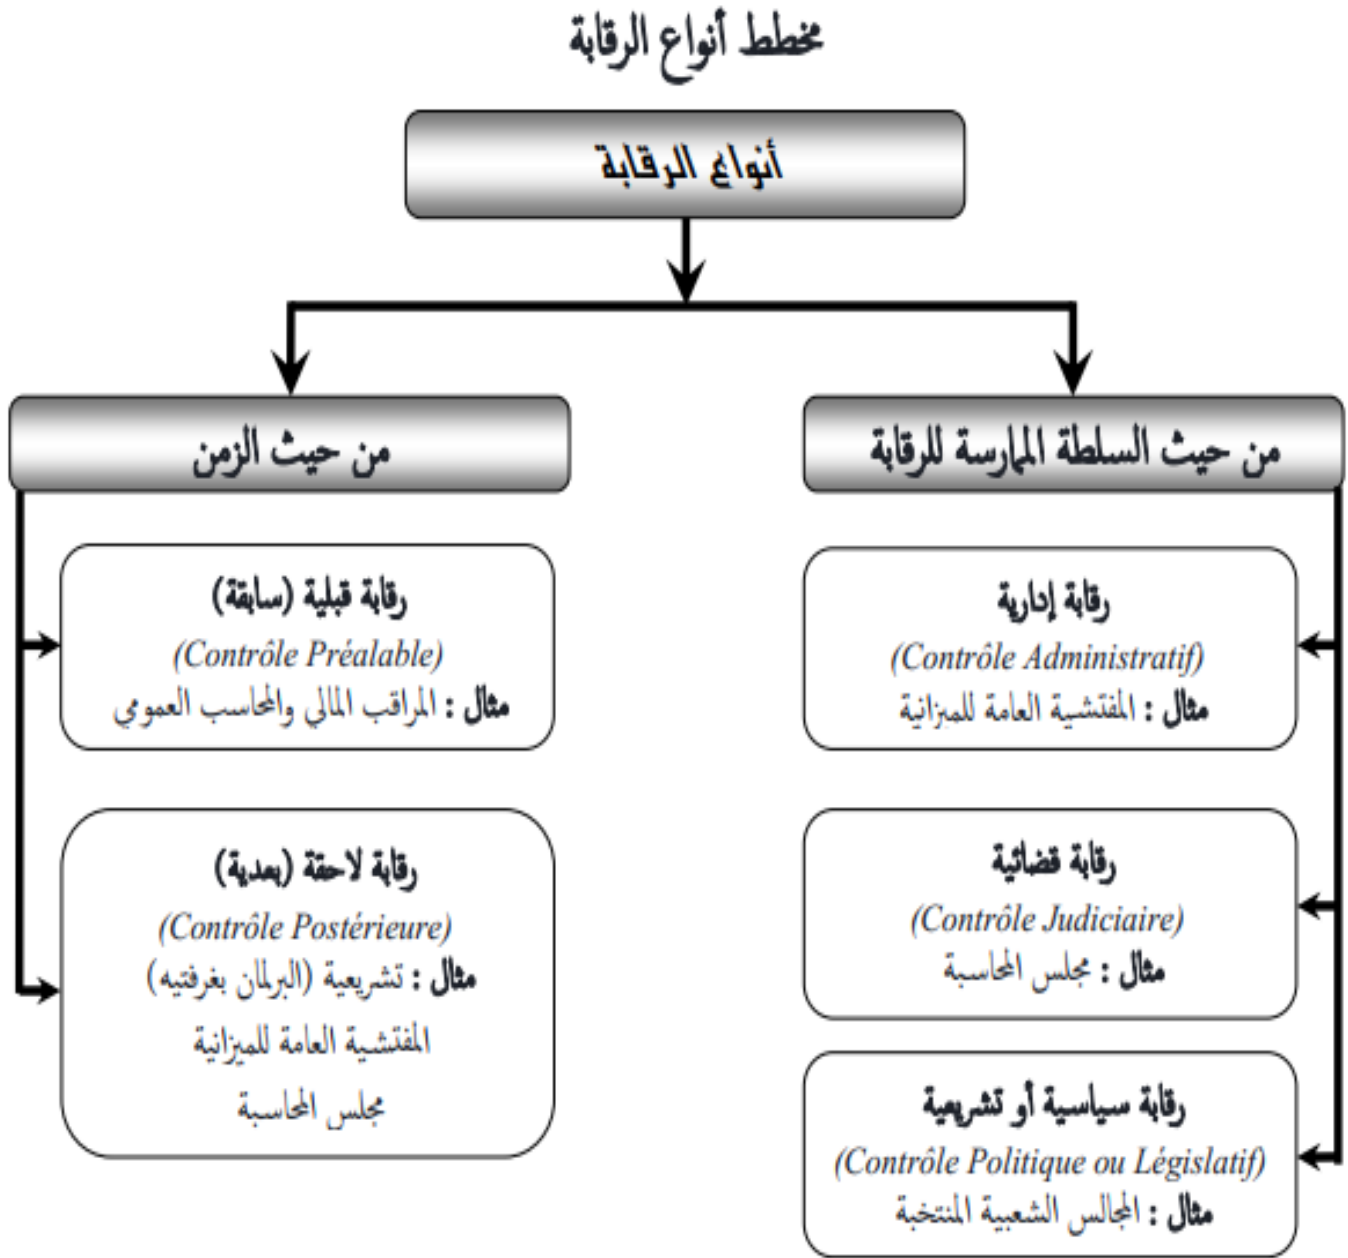 مخطط أنواع الرقابة
أنواع الرقابة
من حيث السلطة الممارسة للرقابة
رقابة إدارية
(Contrôle Administratif)
مثال : المفتشية العامة للميزانية
رقابة قضائية
(Contrôle Judiciaire)
مثال : مجلس المحاسبة
رقابة سياسية أو تشريعية
(Contrôle Politique ou Législatif)
مثال : المجالس الشعبية المنتخبة
من حيث الزمن
رقابة قبلية (سابقة)
(Contrôle Préalable)
مثال : المراقب المالي والمحاسب العمومي
رقابة لاحقة (بعدية)
(Contrôle Postérieure)
مثال : تشريعية (البرلمان بغرفتيه)
المفتشية العامة للميزانية
مجلس المحاسبة